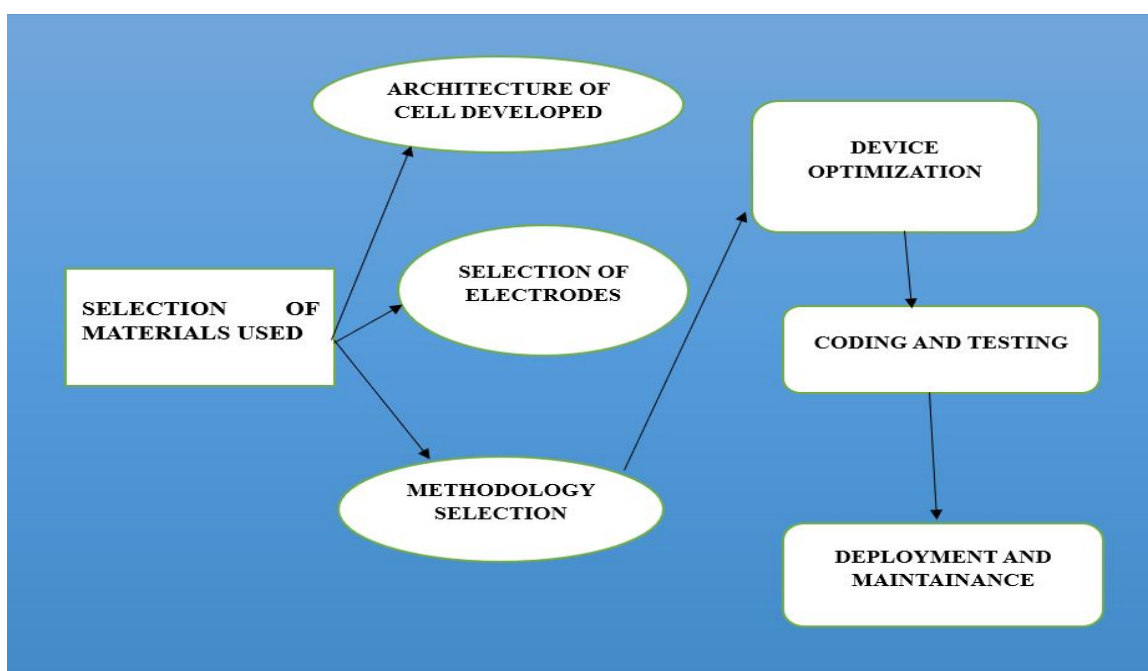 ARCHITECTURE OF
CELL DEVELOPED
SELECTION OF
ELECTRODES
SELECTION OF
MATERIALS USED
METHODOLOGY
SELECTION
DEVICE
OPTIMIZATION
CODING AND TESTING
DEPLOYMENT AND
MAINTAINANCE